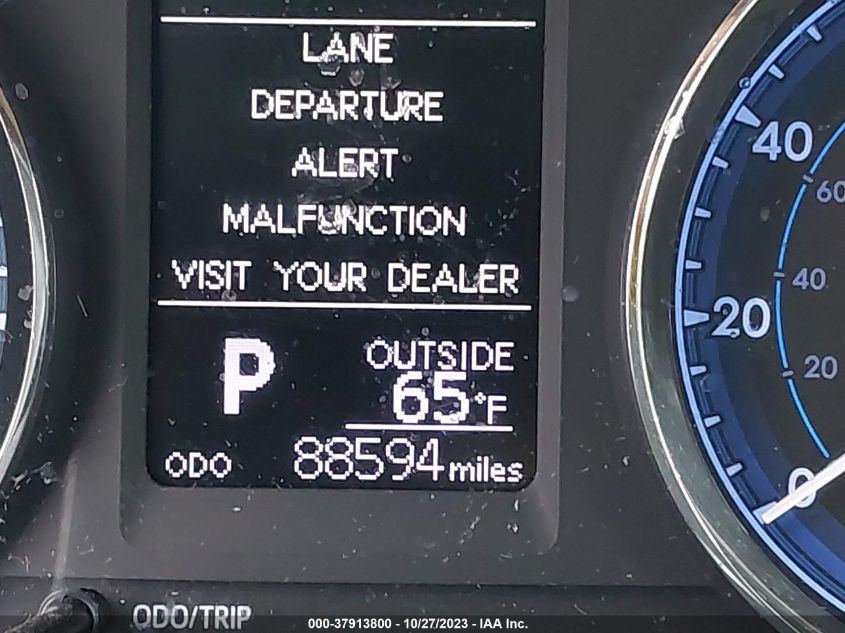 LANE
DEPARTURE
ALERT
MALFUNCTION
VISIT YOUR DEALER
P
OUTSIDE
65°F
ODO 88594 miles
40
60
40
20
20
0
ODO/TRIP
000-37913800 - 10/27/2023 - IAA Inc.